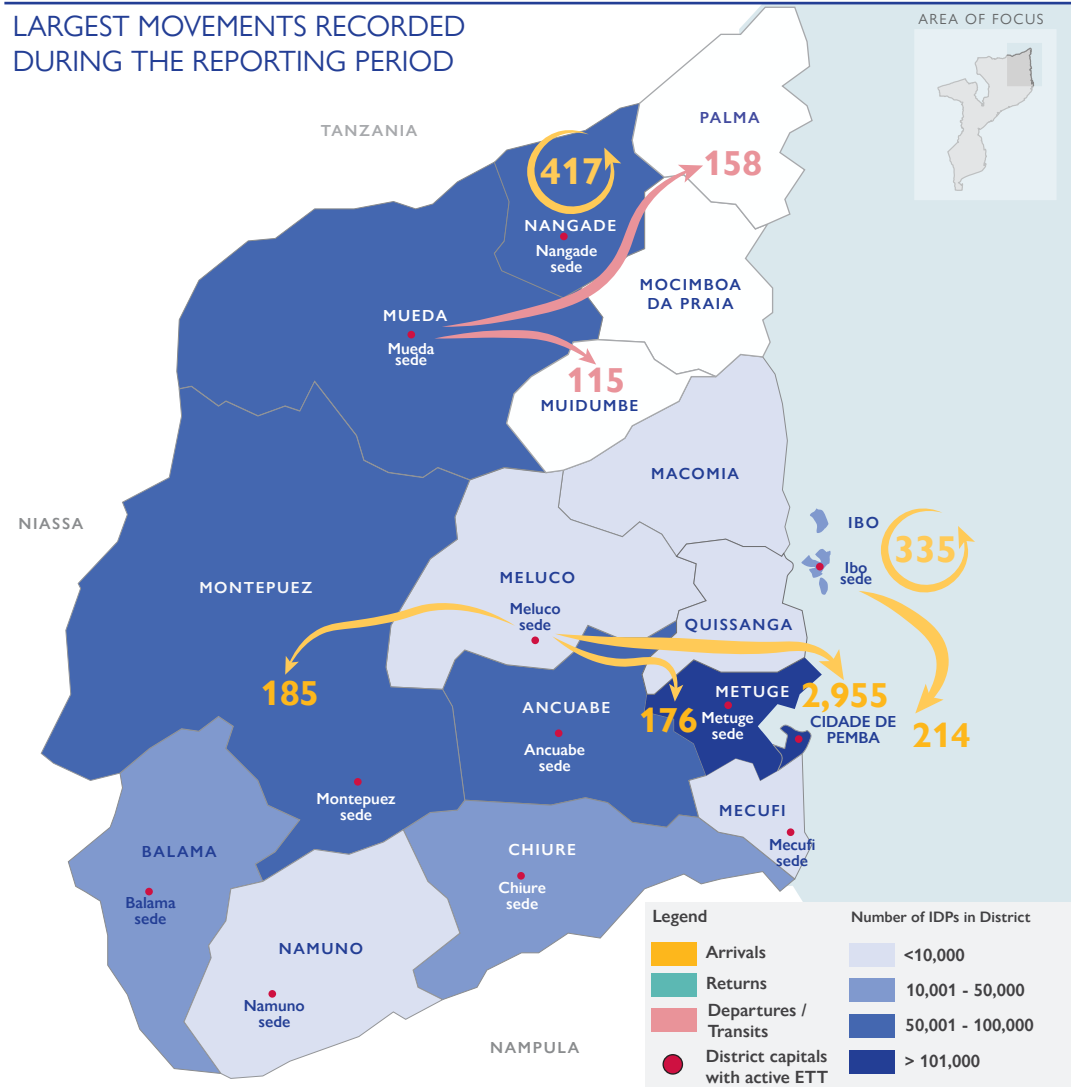 LARGEST MOVEMENTS RECORDED
DURING THE REPORTING PERIOD
AREA OF FOCUS
TANZANIA
PALMA
158
417
NANGADE
Nangade
sede
MOCIMBOA
DA PRAIA
MUEDA
Mueda
sede
115
MUIDUMBE
MACOMIA
NIASSA
IBO
335
Ibo
sede
MONTEPUEZ
MELUCO
Meluco
sede
QUISSANGA
185
176
METUGE
Metuge
sede
2,955
CIDADE DE
PEMBA
214
ANCUABE
Ancuabe
sede
Montepuez
sede
MECUFI
Mecufi
sede
BALAMA
Balama
sede
CHIURE
Chiure
sede
NAMUNO
Namuno
sede
NAMPULA
Legend
Arrivals
Returns
Departures /
Transits
District capitals
with active ETT
Number of IDPs in District
<10,000
10,001 - 50,000
50,001 - 100,000
> 101,000